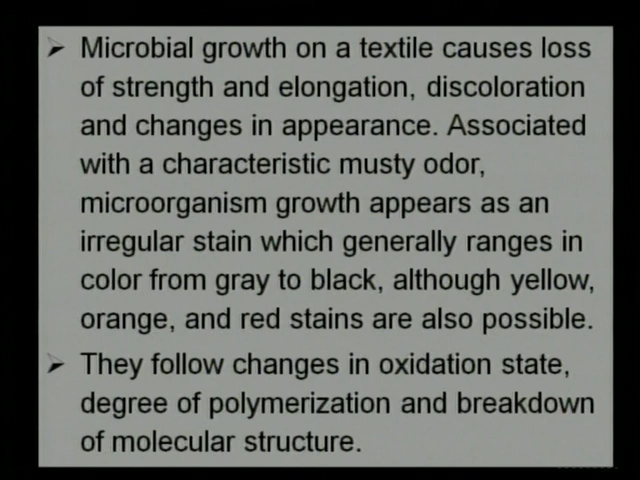 ➢ Microbial growth on a textile causes loss
of strength and elongation, discoloration
and changes in appearance. Associated
with a characteristic musty odor,
microorganism growth appears as an
irregular stain which generally ranges in
color from gray to black, although yellow,
orange, and red stains are also possible.
➢ They follow changes in oxidation state,
degree of polymerization and breakdown
of molecular structure.